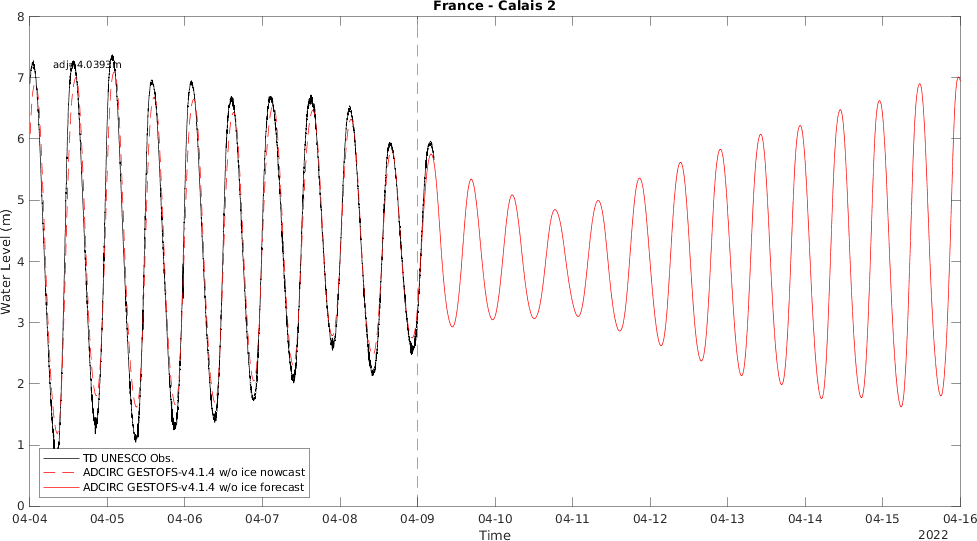 France - Calais 2
8
7
6
5
4
3
2
1
0
Water Level (m)
TD UNESCO Obs.
ADCIRC GESTOFS-v4.1.4 w/o ice nowcast
ADCIRC GESTOFS-v4.1.4 w/o ice forecast
04-04 04-05 04-06 04-07 04-08 04-09 04-10 04-11 04-12 04-13 04-14 04-15 04-16
Time
2022